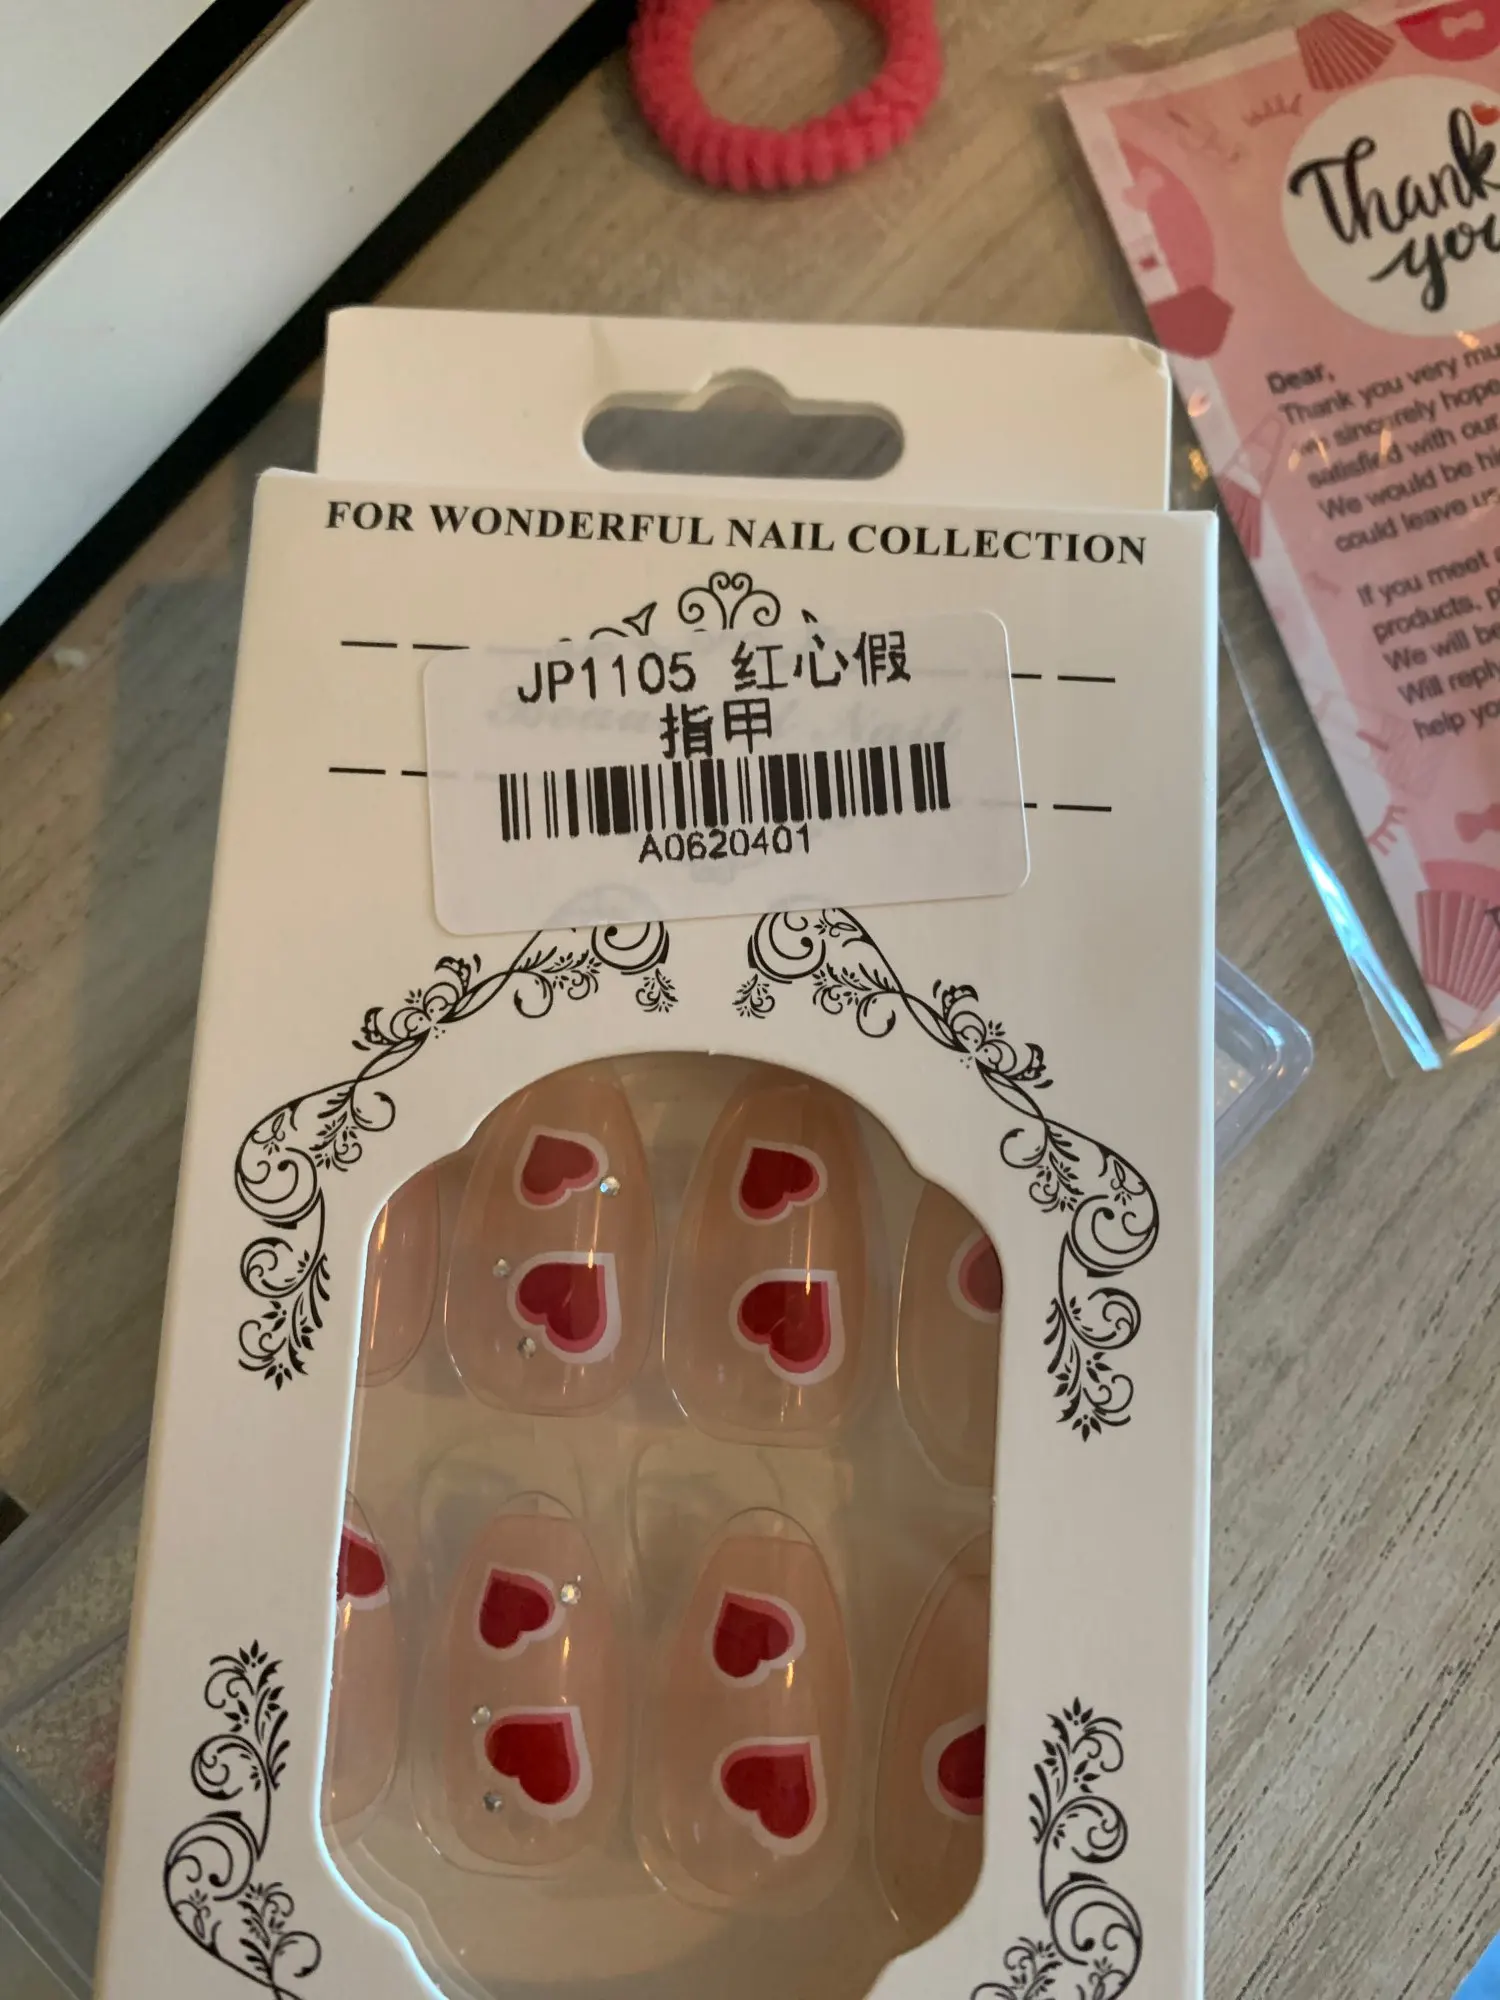 FOR WONDERFUL NAIL COLLECTION
JP1105 红心假
指甲
A0620401
Thank
you
Dear,
Thank you very mu
we sincerely hope
satisfied with our
We would be hi
could leave us
If you meet a
products, pl
We will be
Will reply
help yo